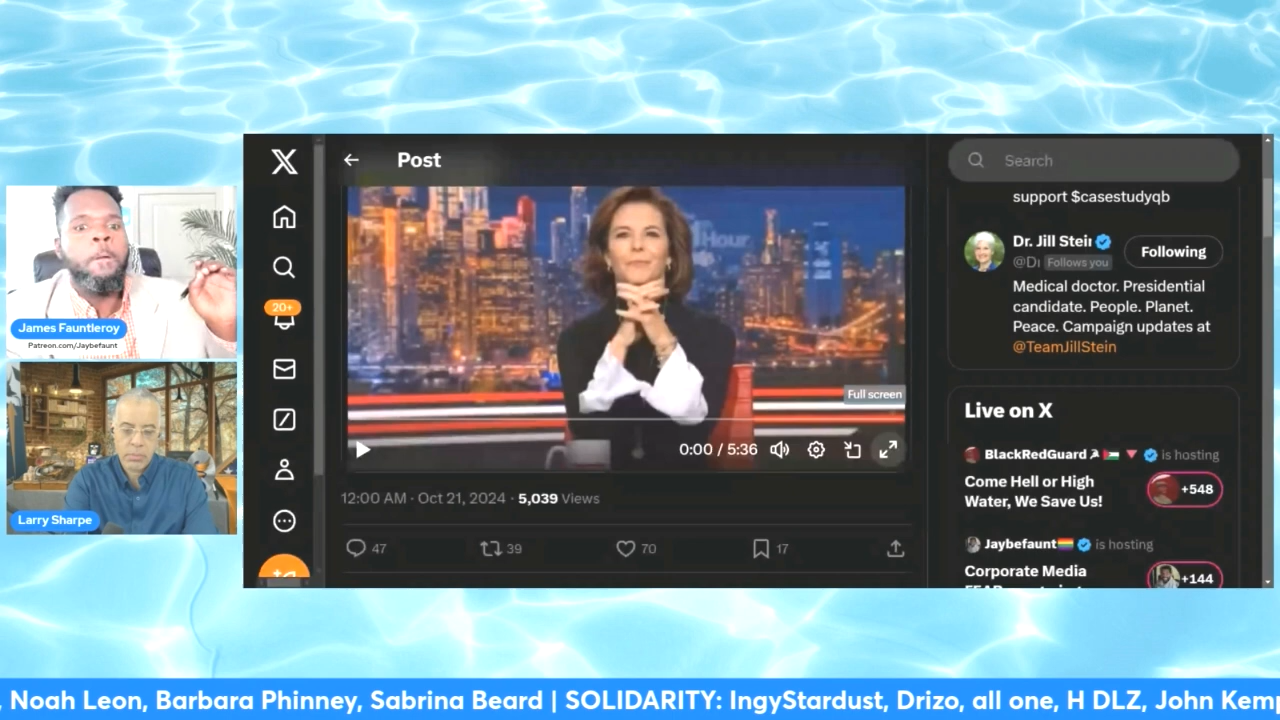 James Fauntleroy
Patreon.com/Jaybefaunt
Larry Sharpe
X
Post
Hour
Full screen
0:00 / 5:36
12:00 AM · Oct 21, 2024 · 5,039 Views
47
39
70
17
20+
Search
support $casestudyqb
Dr. Jill Stein
@Dr
Follows you
Following
Medical doctor. Presidential
candidate. People. Planet.
Peace. Campaign updates at
@TeamJillStein
Live on X
BlackRedGuard is hosting
Come Hell or High
Water, We Save Us!
+548
Jaybefaunt is hosting
Corporate Media
+144
, Noah Leon, Barbara Phinney, Sabrina Beard | SOLIDARITY: IngyStardust, Drizo, all one, H DLZ, John Kemp